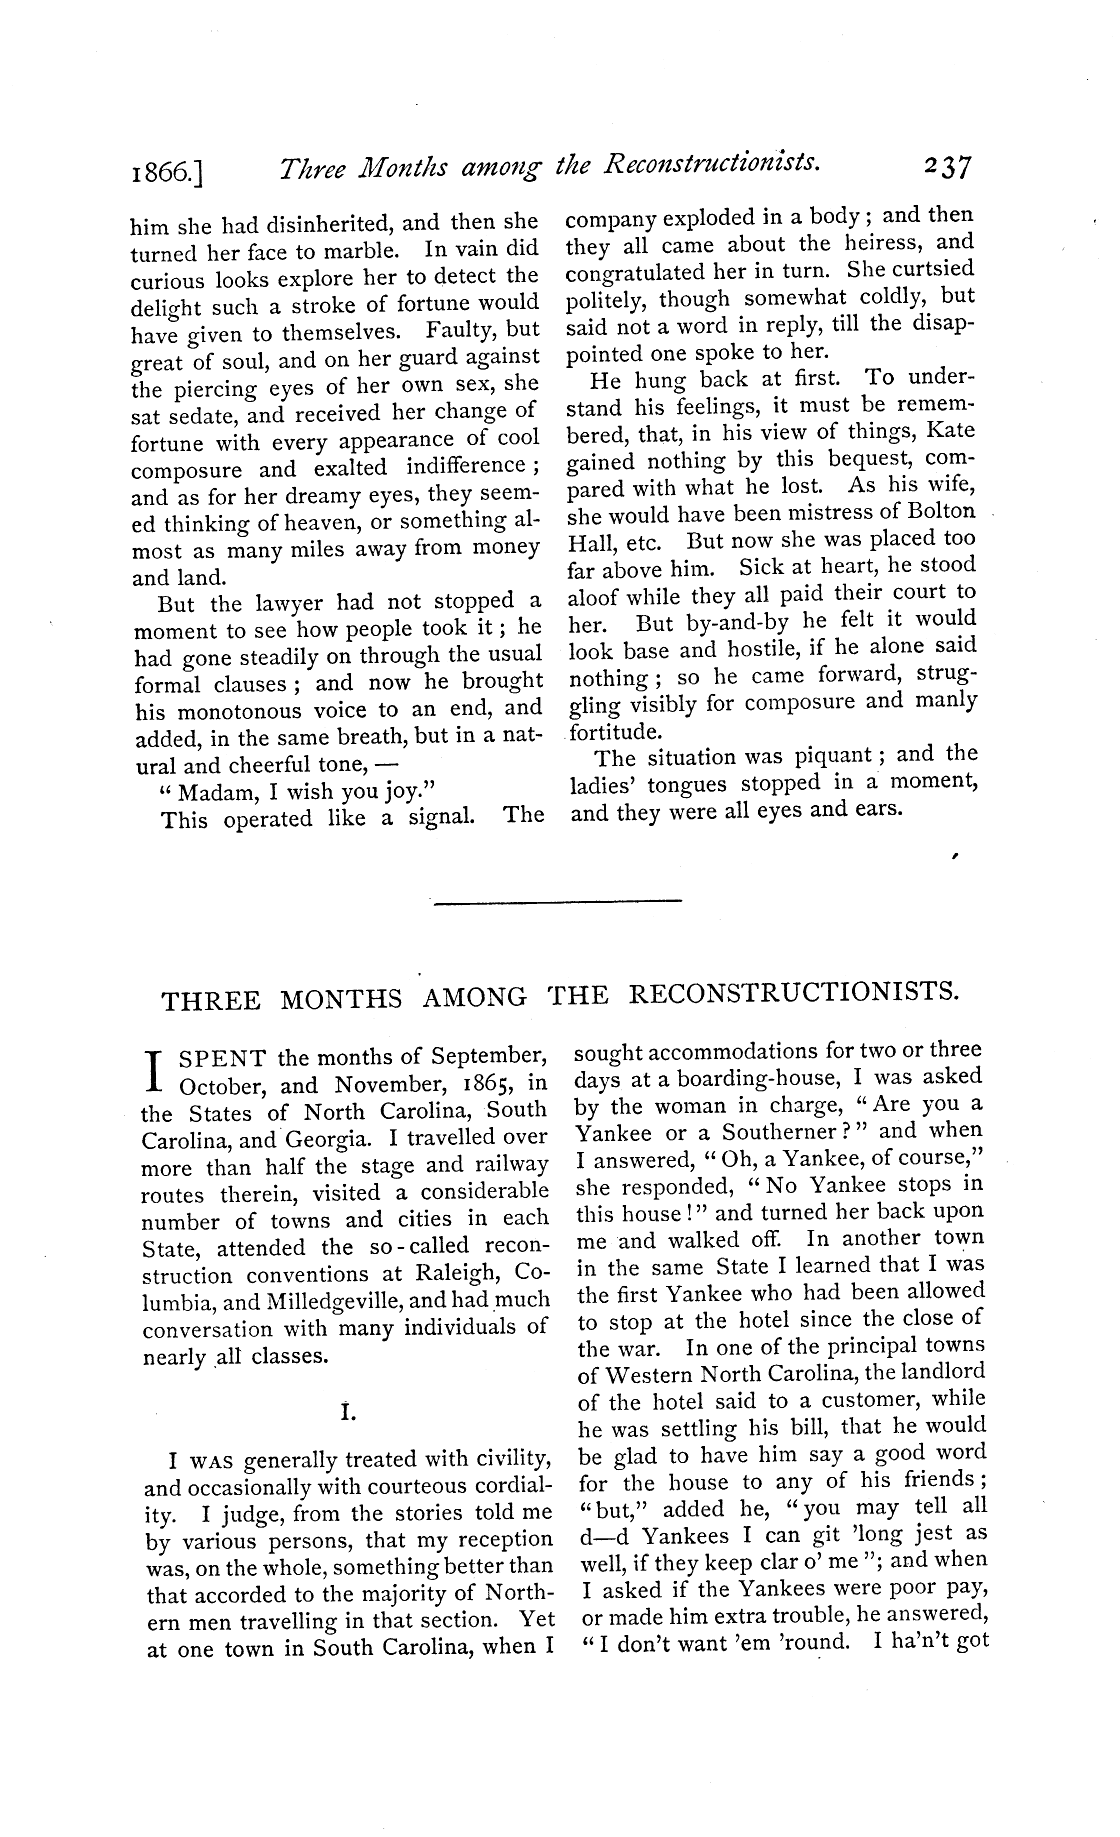 1866.] Three Months among the Reconstructionists. 237
him she had disinherited, and then she
turned her face to marble. In vain did
curious looks explore her to detect the
delight such a stroke of fortune would
have given to themselves. Faulty, but
great of soul, and on her guard against
the piercing eyes of her own sex, she
sat sedate, and received her change of
fortune with every appearance of cool
composure and exalted indifference ;
and as for her dreamy eyes, they seem-
ed thinking of heaven, or something al-
most as many miles away from money
and land.
But the lawyer had not stopped a
moment to see how people took it ; he
had gone steadily on through the usual
formal clauses ; and now he brought
his monotonous voice to an end, and
added, in the same breath, but in a nat-
ural and cheerful tone, —
" Madam, I wish you joy."
This operated like a signal. The
company exploded in a body ; and then
they all came about the heiress, and
congratulated her in turn. She curtsied
politely, though somewhat coldly, but
said not a word in reply, till the disap-
pointed one spoke to her.
He hung back at first. To under-
stand his feelings, it must be remem-
bered, that, in his view of things, Kate
gained nothing by this bequest, com-
pared with what he lost. As his wife,
she would have been mistress of Bolton
Hall, etc. But now she was placed too
far above him. Sick at heart, he stood
aloof while they all paid their court to
her. But by-and-by he felt it would
look base and hostile, if he alone said
nothing ; so he came forward, strug-
gling visibly for composure and manly
fortitude.
The situation was piquant ; and the
ladies' tongues stopped in a moment,
and they were all eyes and ears.
THREE MONTHS AMONG THE RECONSTRUCTIONISTS.
I SPENT the months of September,
October, and November, 1865, in
the States of North Carolina, South
Carolina, and Georgia. I travelled over
more than half the stage and railway
routes therein, visited a considerable
number of towns and cities in each
State, attended the so-called recon-
struction conventions at Raleigh, Co-
lumbia, and Milledgeville, and had much
conversation with many individuals of
nearly all classes.
I.
I WAS generally treated with civility,
and occasionally with courteous cordial-
ity. I judge, from the stories told me
by various persons, that my reception
was, on the whole, something better than
that accorded to the majority of North-
ern men travelling in that section. Yet
at one town in South Carolina, when I
sought accommodations for two or three
days at a boarding-house, I was asked
by the woman in charge, " Are you a
Yankee or a Southerner ? " and when
I answered, " Oh, a Yankee, of course,"
she responded, " No Yankee stops in
this house ! " and turned her back upon
me and walked off. In another town
in the same State I learned that I was
the first Yankee who had been allowed
to stop at the hotel since the close of
the war. In one of the principal towns
of Western North Carolina, the landlord
of the hotel said to a customer, while
he was settling his bill, that he would
be glad to have him say a good word
for the house to any of his friends ;
" but," added he, " you may tell all
d—d Yankees I can git 'long jest as
well, if they keep clar o' me "; and when
I asked if the Yankees were poor pay,
or made him extra trouble, he answered,
" I don't want 'em 'round. I ha'n't got